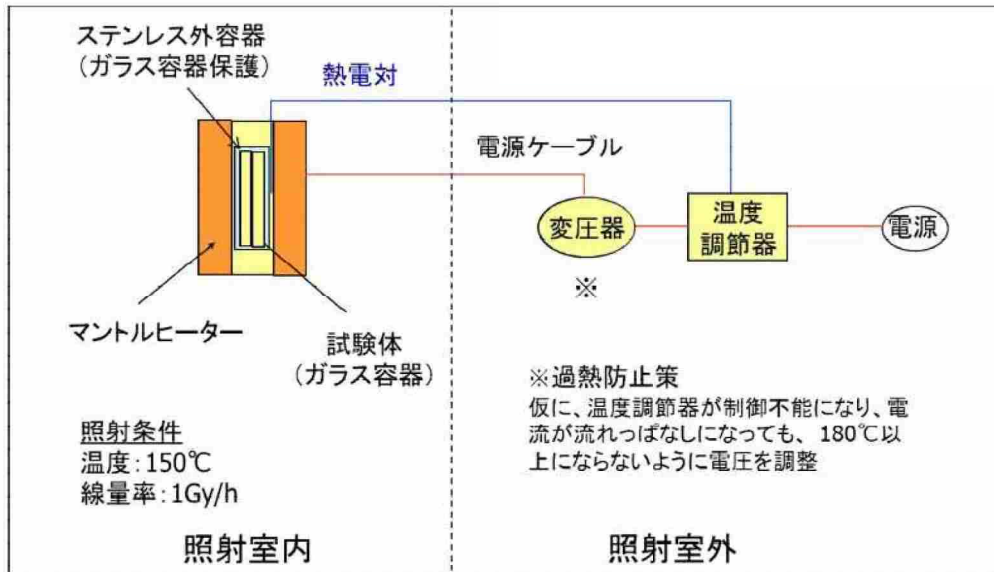 ステンレス外容器
(ガラス容器保護)
熱電対
電源ケーブル
変圧器
温度
調節器
電源
※
マントルヒーター
試験体
(ガラス容器)
※過熱防止策
仮に、温度調節器が制御不能になり、電
流が流れっぱなしになっても、180℃以
上にならないように電圧を調整
照射条件
温度:150℃
線量率:1Gy/h
照射室内
照射室外